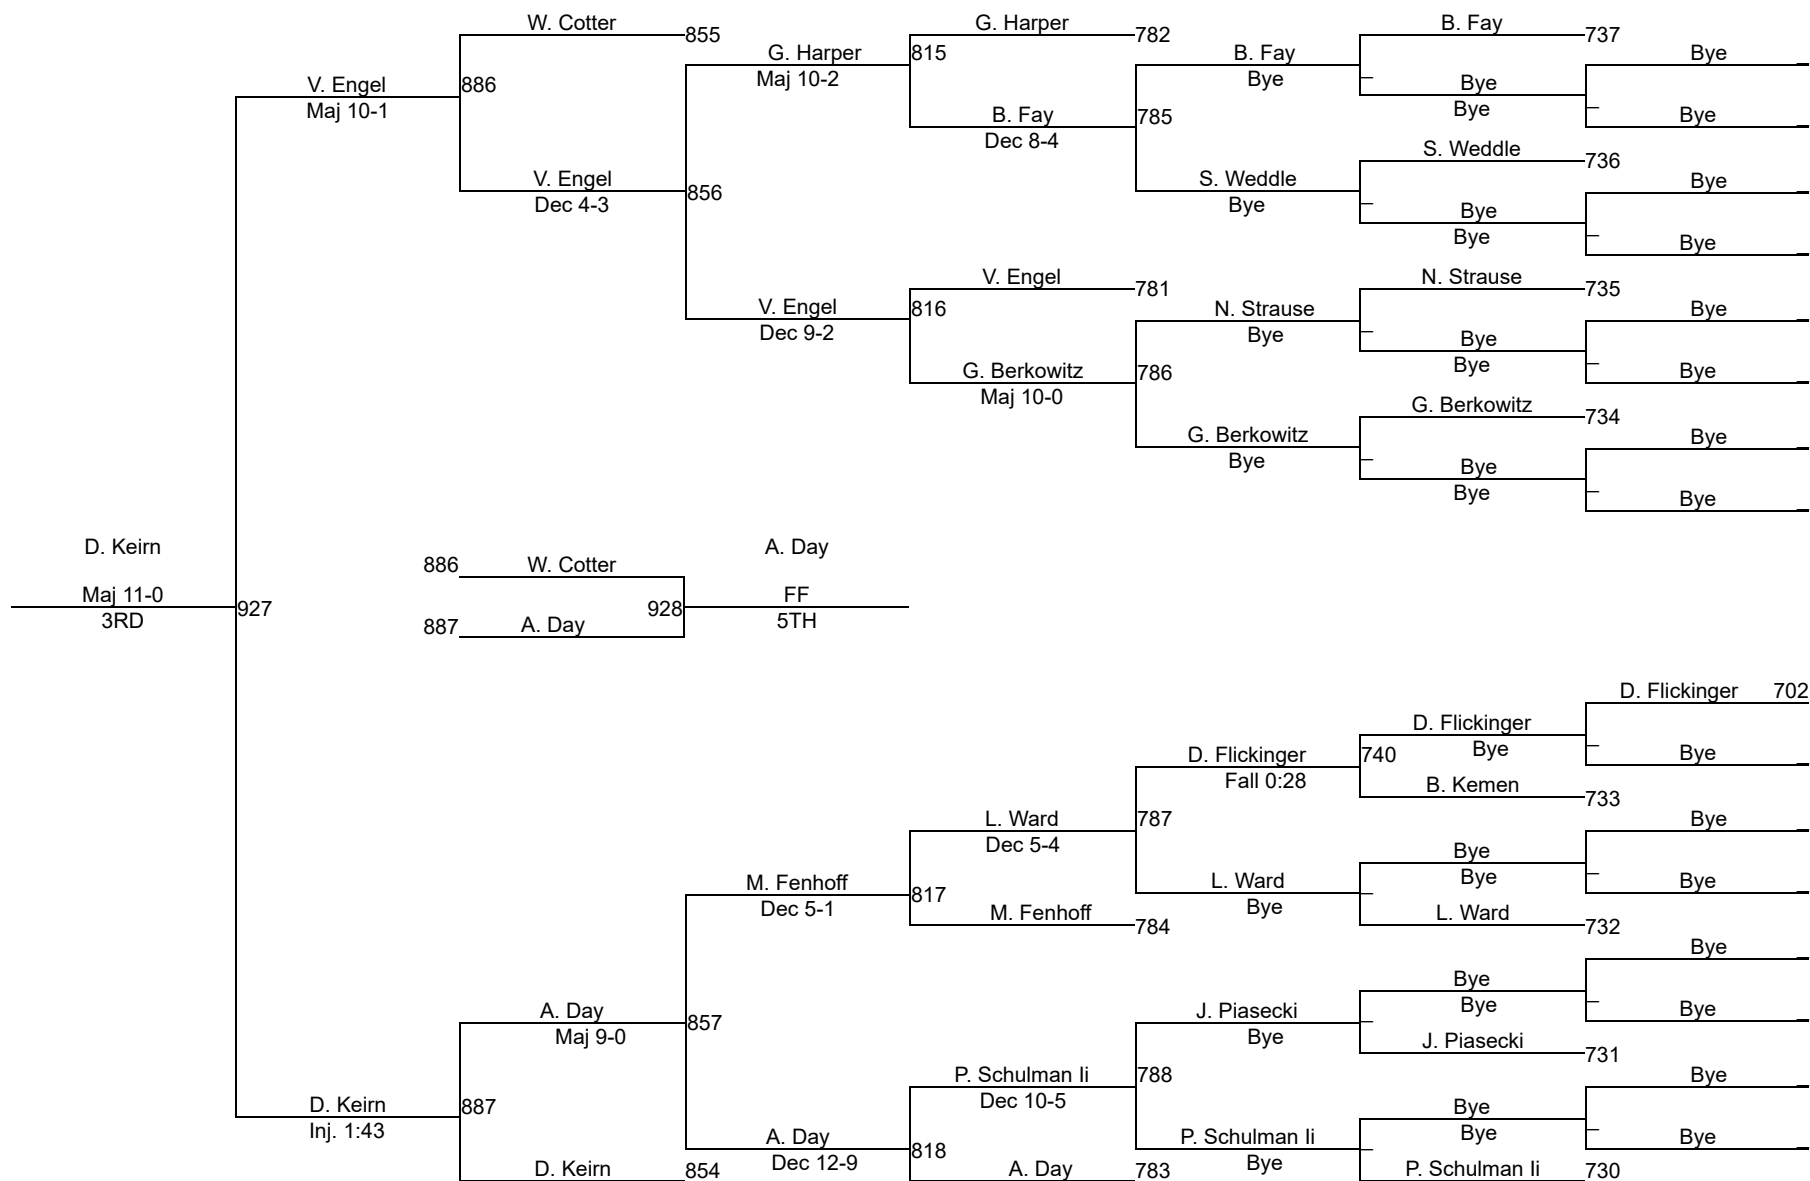 W. Cotter
855
G. Harper
782
B. Fay
737
Bye
G. Harper
Maj 10-2
815
B. Fay
Bye
Bye
Bye
V. Engel
Maj 10-1
886
B. Fay
Dec 8-4
785
Bye
S. Weddle
736
V. Engel
Dec 4-3
856
S. Weddle
Bye
Bye
Bye
Bye
Bye
V. Engel
781
N. Strause
735
V. Engel
Dec 9-2
816
N. Strause
Bye
Bye
Bye
Bye
G. Berkowitz
Maj 10-0
786
Bye
G. Berkowitz
734
G. Berkowitz
Bye
Bye
Bye
Bye
Bye
D. Keirn
Maj 11-0
3RD
927
886
W. Cotter
887
A. Day
928
A. Day
FF
5TH
D. Flickinger 702
D. Flickinger
Bye
D. Flickinger
Fall 0:28
740
Bye
B. Kemen
733
L. Ward
Dec 5-4
787
Bye
Bye
Bye
M. Fenhoff
Dec 5-1
817
L. Ward
Bye
Bye
M. Fenhoff
784
L. Ward
732
Bye
Bye
Bye
A. Day
Maj 9-0
857
J. Piasecki
Bye
Bye
J. Piasecki
731
P. Schulman Ii
Dec 10-5
788
Bye
D. Keirn
Inj. 1:43
887
Bye
Bye
A. Day
Dec 12-9
818
P. Schulman Ii
Bye
Bye
D. Keirn
854
A. Day
783
P. Schulman Ii
730